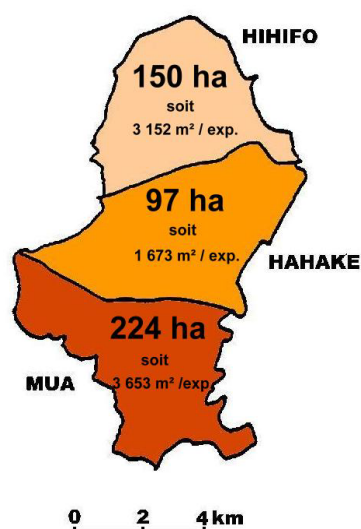 HIHIFO
150 ha
soit
3 152 m² / exp.
97 ha
soit
1 673 m² / exp.
HAHAKE
224 ha
soit
MUA
3 653 m² /exp.
0 2 4 km